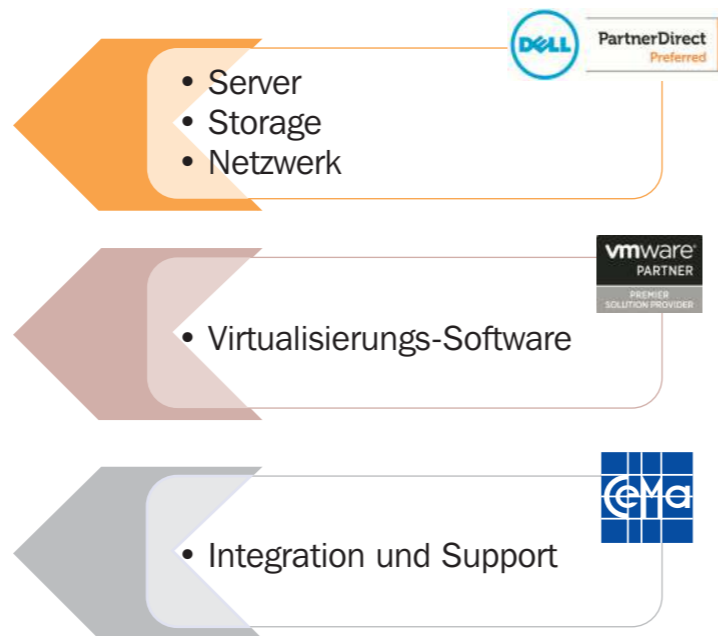 DELL
PartnerDirect
Preferred
• Server
• Storage
• Netzwerk
vmware®
PARTNER
PREMIER
SOLUTION PROVIDER
• Virtualisierungs-Software
CeMa
• Integration und Support